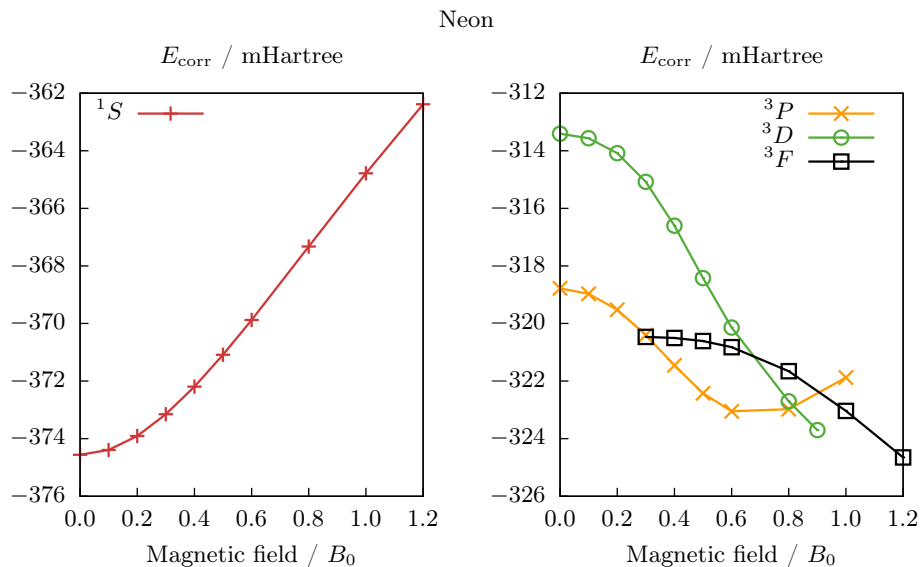 Neon
E_corr / mHartree
−362
−364
−366
−368
−370
−372
−374
−376
0.0 0.2 0.4 0.6 0.8 1.0 1.2
Magnetic field / B₀
¹S
E_corr / mHartree
−312
−314
−316
−318
−320
−322
−324
−326
0.0 0.2 0.4 0.6 0.8 1.0 1.2
Magnetic field / B₀
³P
³D
³F